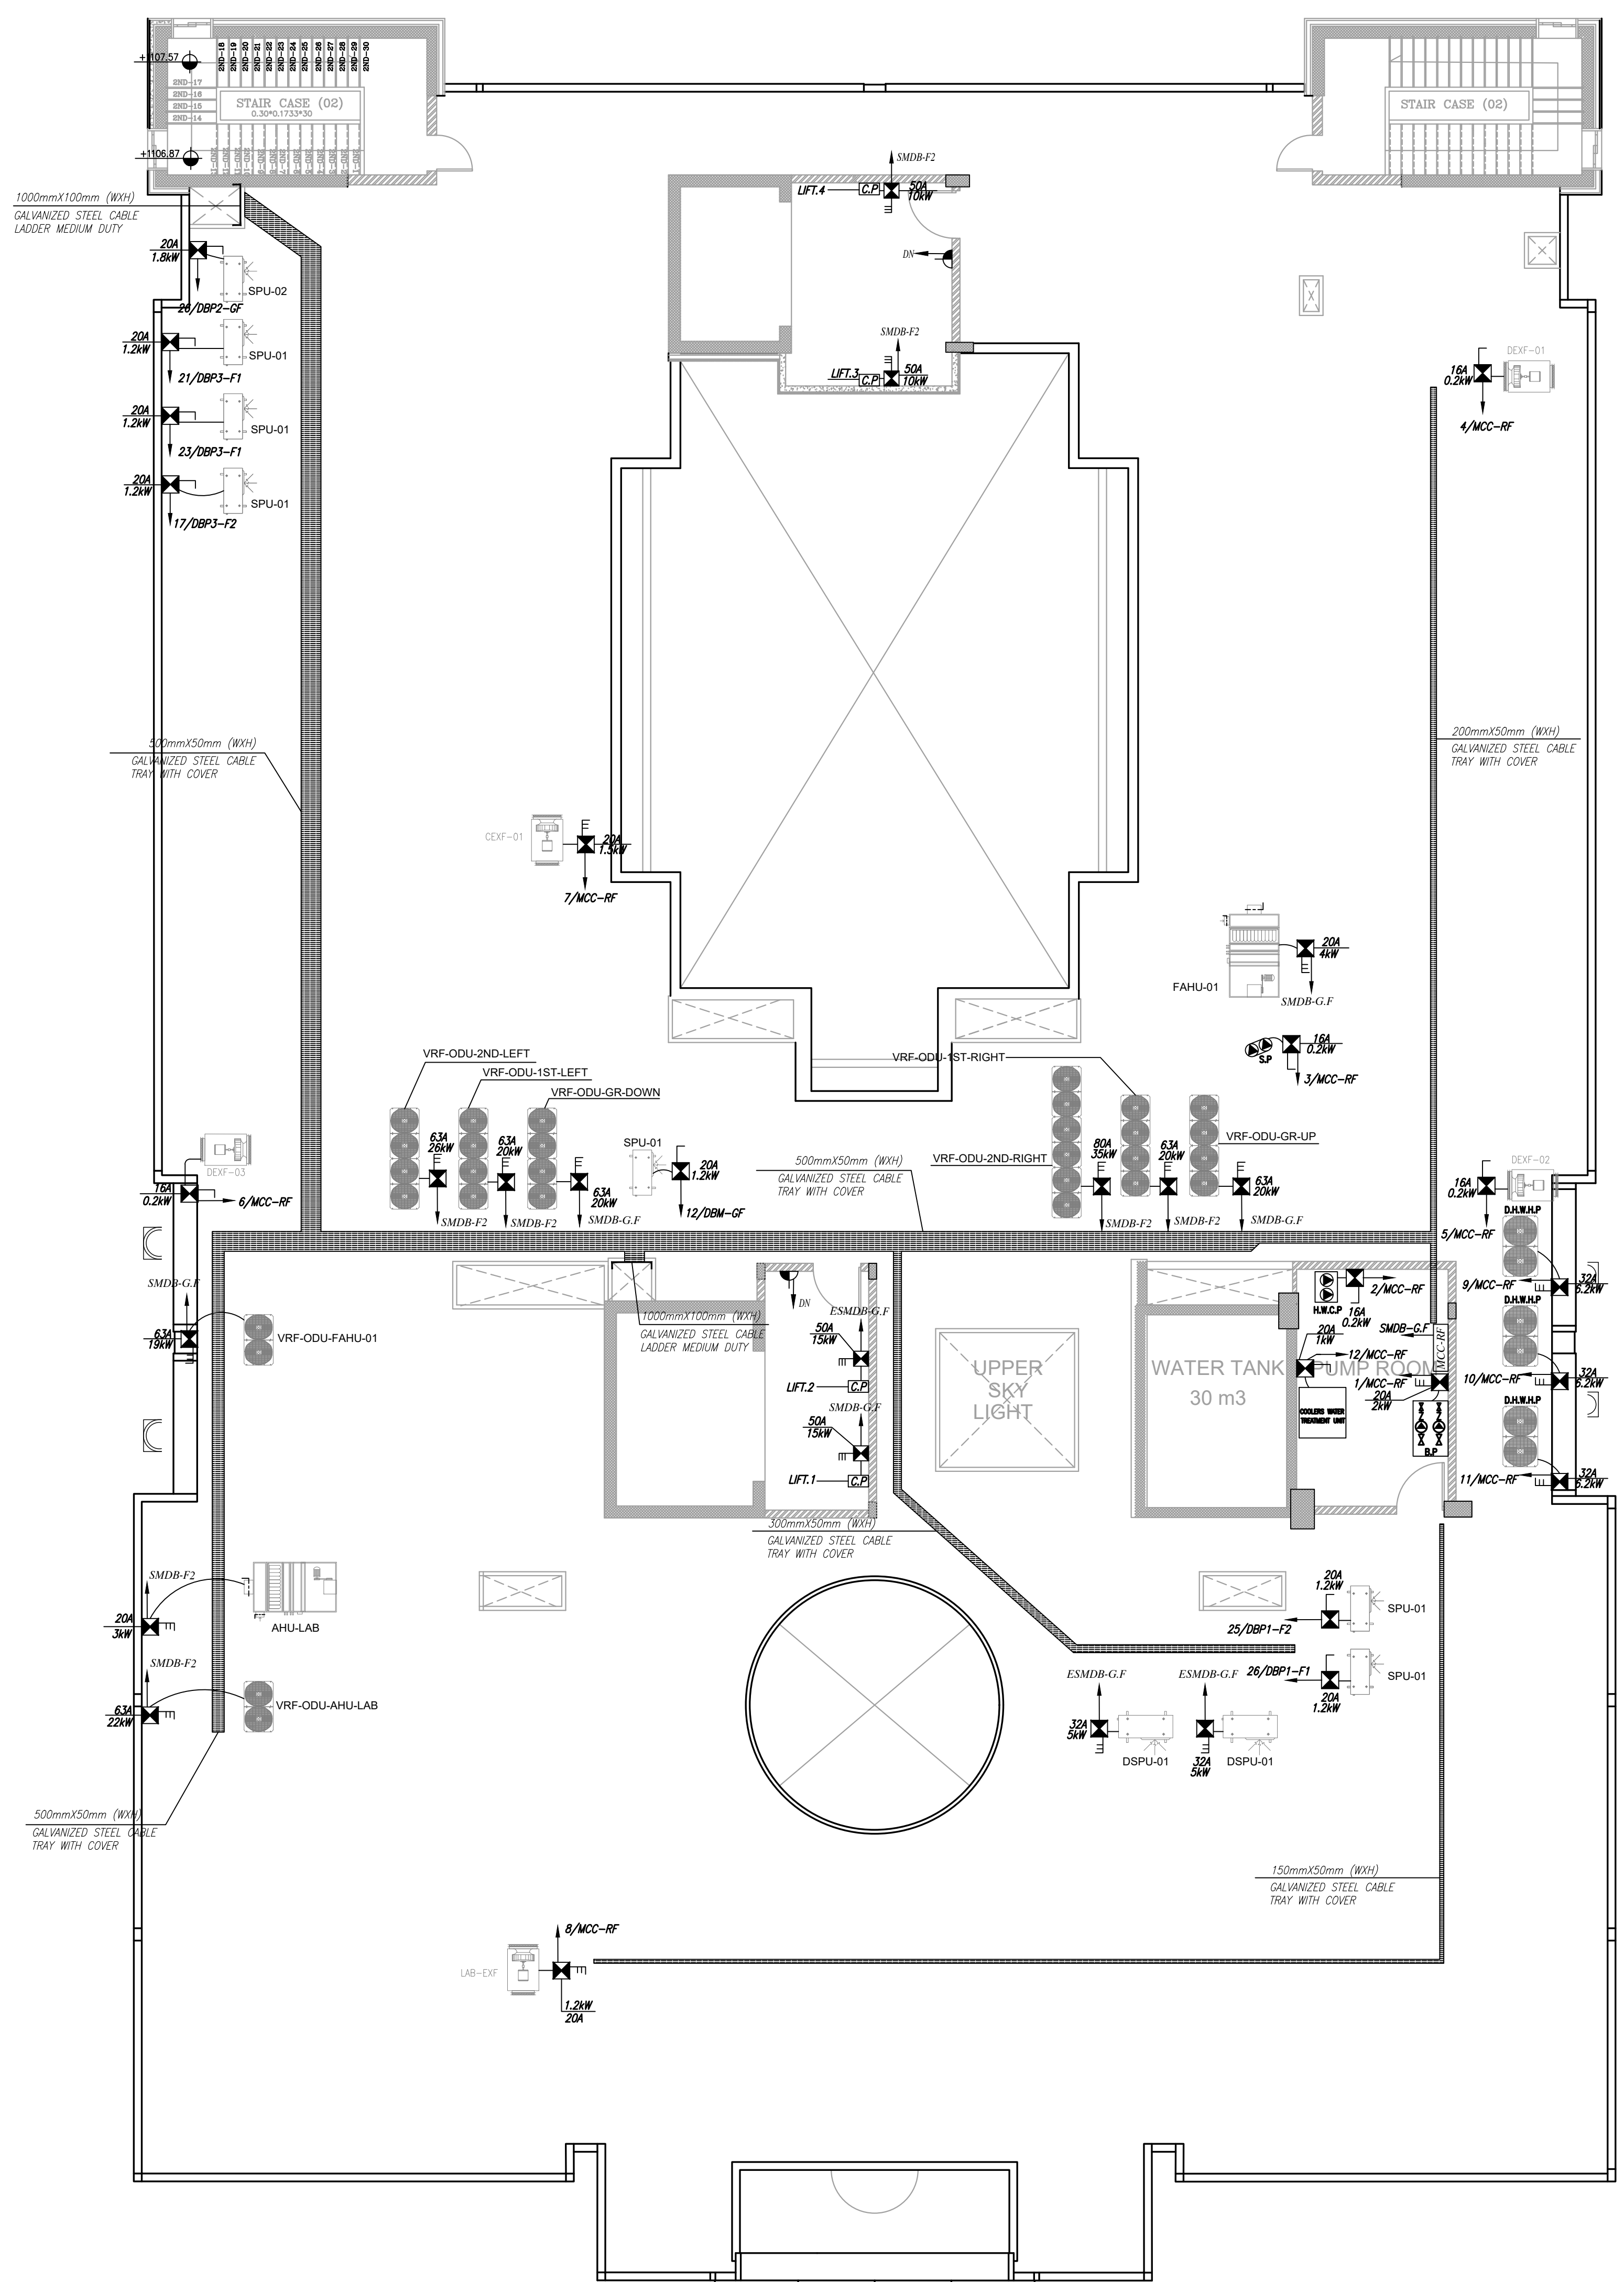 +1107.57
2ND-18
2ND-19
2ND-20
2ND-21
2ND-22
2ND-23
2ND-24
2ND-25
2ND-26
2ND-27
2ND-28
2ND-29
2ND-30
2ND-17
2ND-16
2ND-15
2ND-14
STAIR CASE (02)
0.30*0.1733*30
STAIR CASE (02)
+1106.87
1000mmX100mm (WXH)
GALVANIZED STEEL CABLE
LADDER MEDIUM DUTY
SMDB-F2
LIFT.4
C.P
50A
10kW
DN
20A
1.8kW
SPU-02
26/DBP2-GF
20A
1.2kW
SPU-01
21/DBP3-F1
SMDB-F2
LIFT.3
C.P
50A
10kW
DEXF-01
16A
0.2kW
4/MCC-RF
20A
1.2kW
SPU-01
23/DBP3-F1
20A
1.2kW
SPU-01
17/DBP3-F2
500mmX50mm (WXH)
GALVANIZED STEEL CABLE
TRAY WITH COVER
200mmX50mm (WXH)
GALVANIZED STEEL CABLE
TRAY WITH COVER
CEXF-01
20A
1.5kW
7/MCC-RF
20A
4kW
FAHU-01
SMDB-G.F
16A
0.2kW
S.P
3/MCC-RF
VRF-ODU-2ND-LEFT
VRF-ODU-1ST-LEFT
VRF-ODU-GR-DOWN
VRF-ODU-1ST-RIGHT
VRF-ODU-GR-UP
VRF-ODU-2ND-RIGHT
63A
26kW
SMDB-F2
63A
20kW
SMDB-F2
63A
20kW
SMDB-G.F
SPU-01
20A
1.2kW
12/DBM-GF
500mmX50mm (WXH)
GALVANIZED STEEL CABLE
TRAY WITH COVER
80A
35kW
SMDB-F2
63A
20kW
SMDB-F2
63A
20kW
SMDB-G.F
DEXF-03
16A
0.2kW
6/MCC-RF
DEXF-02
16A
0.2kW
5/MCC-RF
D.H.W.H.P
9/MCC-RF
32A
6.2kW
D.H.W.H.P
10/MCC-RF
32A
6.2kW
D.H.W.H.P
11/MCC-RF
32A
6.2kW
SMDB-G.F
63A
19kW
VRF-ODU-FAHU-01
1000mmX100mm (WXH)
GALVANIZED STEEL CABLE
LADDER MEDIUM DUTY
DN
ESMDB-G.F
50A
15kW
LIFT.2
C.P
SMDB-G.F
50A
15kW
LIFT.1
C.P
UPPER
SKY
LIGHT
WATER TANK
30 m3
PUMP ROOM
H.W.C.P
2/MCC-RF
16A
0.2kW
20A
1kW
SMDB-G.F
MCC-RF
12/MCC-RF
1/MCC-RF
20A
2kW
COOLERS WATER
TREATMENT UNIT
B.P
300mmX50mm (WXH)
GALVANIZED STEEL CABLE
TRAY WITH COVER
SMDB-F2
20A
3kW
AHU-LAB
SMDB-F2
63A
22kW
VRF-ODU-AHU-LAB
20A
1.2kW
SPU-01
25/DBP1-F2
26/DBP1-F1
SPU-01
20A
1.2kW
ESMDB-G.F
32A
5kW
DSPU-01
ESMDB-G.F
32A
5kW
DSPU-01
500mmX50mm (WXH)
GALVANIZED STEEL CABLE
TRAY WITH COVER
150mmX50mm (WXH)
GALVANIZED STEEL CABLE
TRAY WITH COVER
8/MCC-RF
LAB-EXF
1.2kW
20A